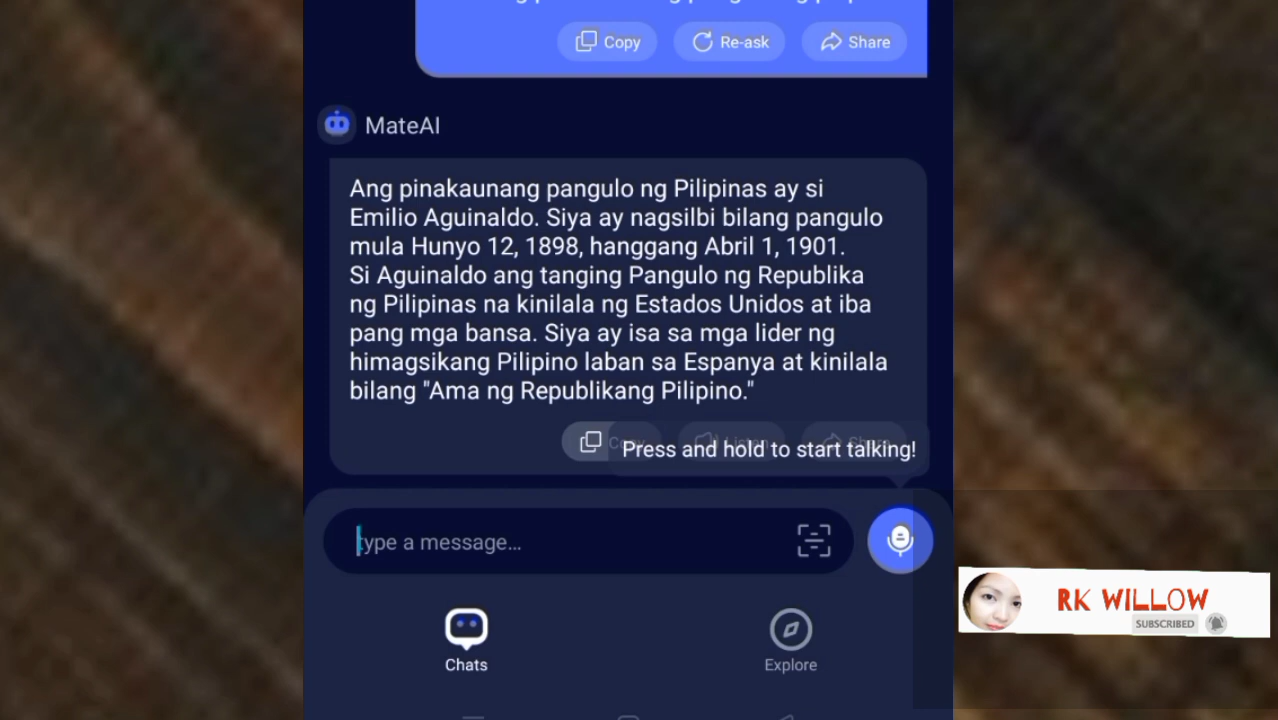 Copy
Re-ask
Share
MateAI
Ang pinakaunang pangulo ng Pilipinas ay si
Emilio Aguinaldo. Siya ay nagsilbi bilang pangulo
mula Hunyo 12, 1898, hanggang Abril 1, 1901.
Si Aguinaldo ang tanging Pangulo ng Republika
ng Pilipinas na kinilala ng Estados Unidos at iba
pang mga bansa. Siya ay isa sa mga lider ng
himagsikang Pilipino laban sa Espanya at kinilala
bilang "Ama ng Republikang Pilipino."
Copy
Listen
Share
Press and hold to start talking!
type a message...
RK WILLOW
SUBSCRIBED
Chats
Explore